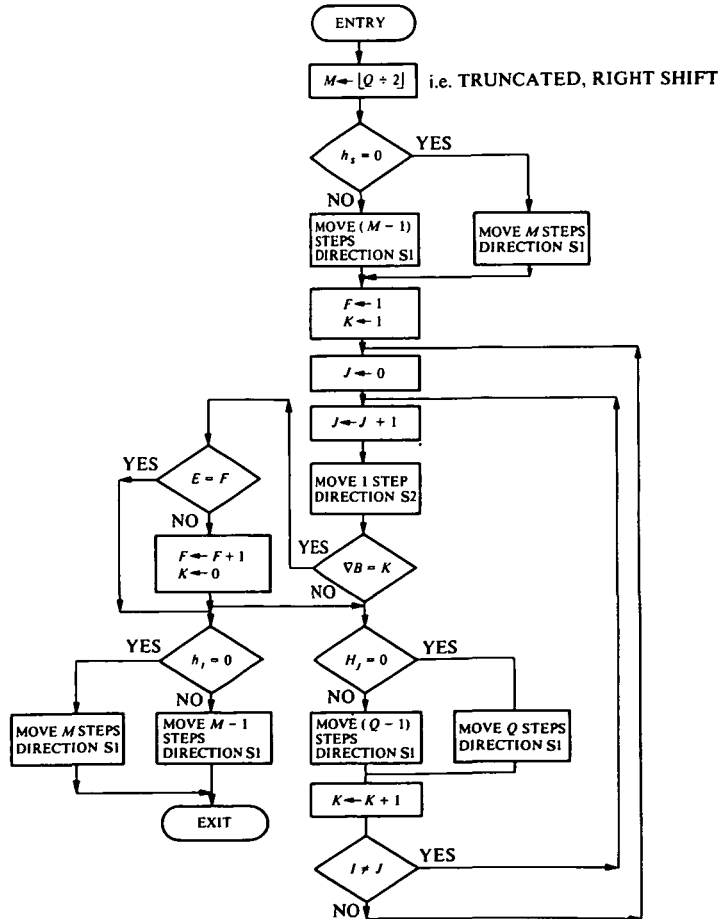 ENTRY
M ← ⌊Q ÷ 2⌋ i.e. TRUNCATED, RIGHT SHIFT
h_s = 0
YES
NO
MOVE (M − 1)
STEPS
DIRECTION S1
MOVE M STEPS
DIRECTION S1
F ← 1
K ← 1
J ← 0
J ← J + 1
YES
E = F
MOVE 1 STEP
DIRECTION S2
NO
F ← F + 1
K ← 0
YES
∇B = K
NO
YES
h_t = 0
NO
H_J = 0
YES
NO
MOVE M STEPS
DIRECTION S1
MOVE M − 1
STEPS
DIRECTION S1
MOVE (Q − 1)
STEPS
DIRECTION S1
MOVE Q STEPS
DIRECTION S1
K ← K + 1
EXIT
I ≠ J
YES
NO